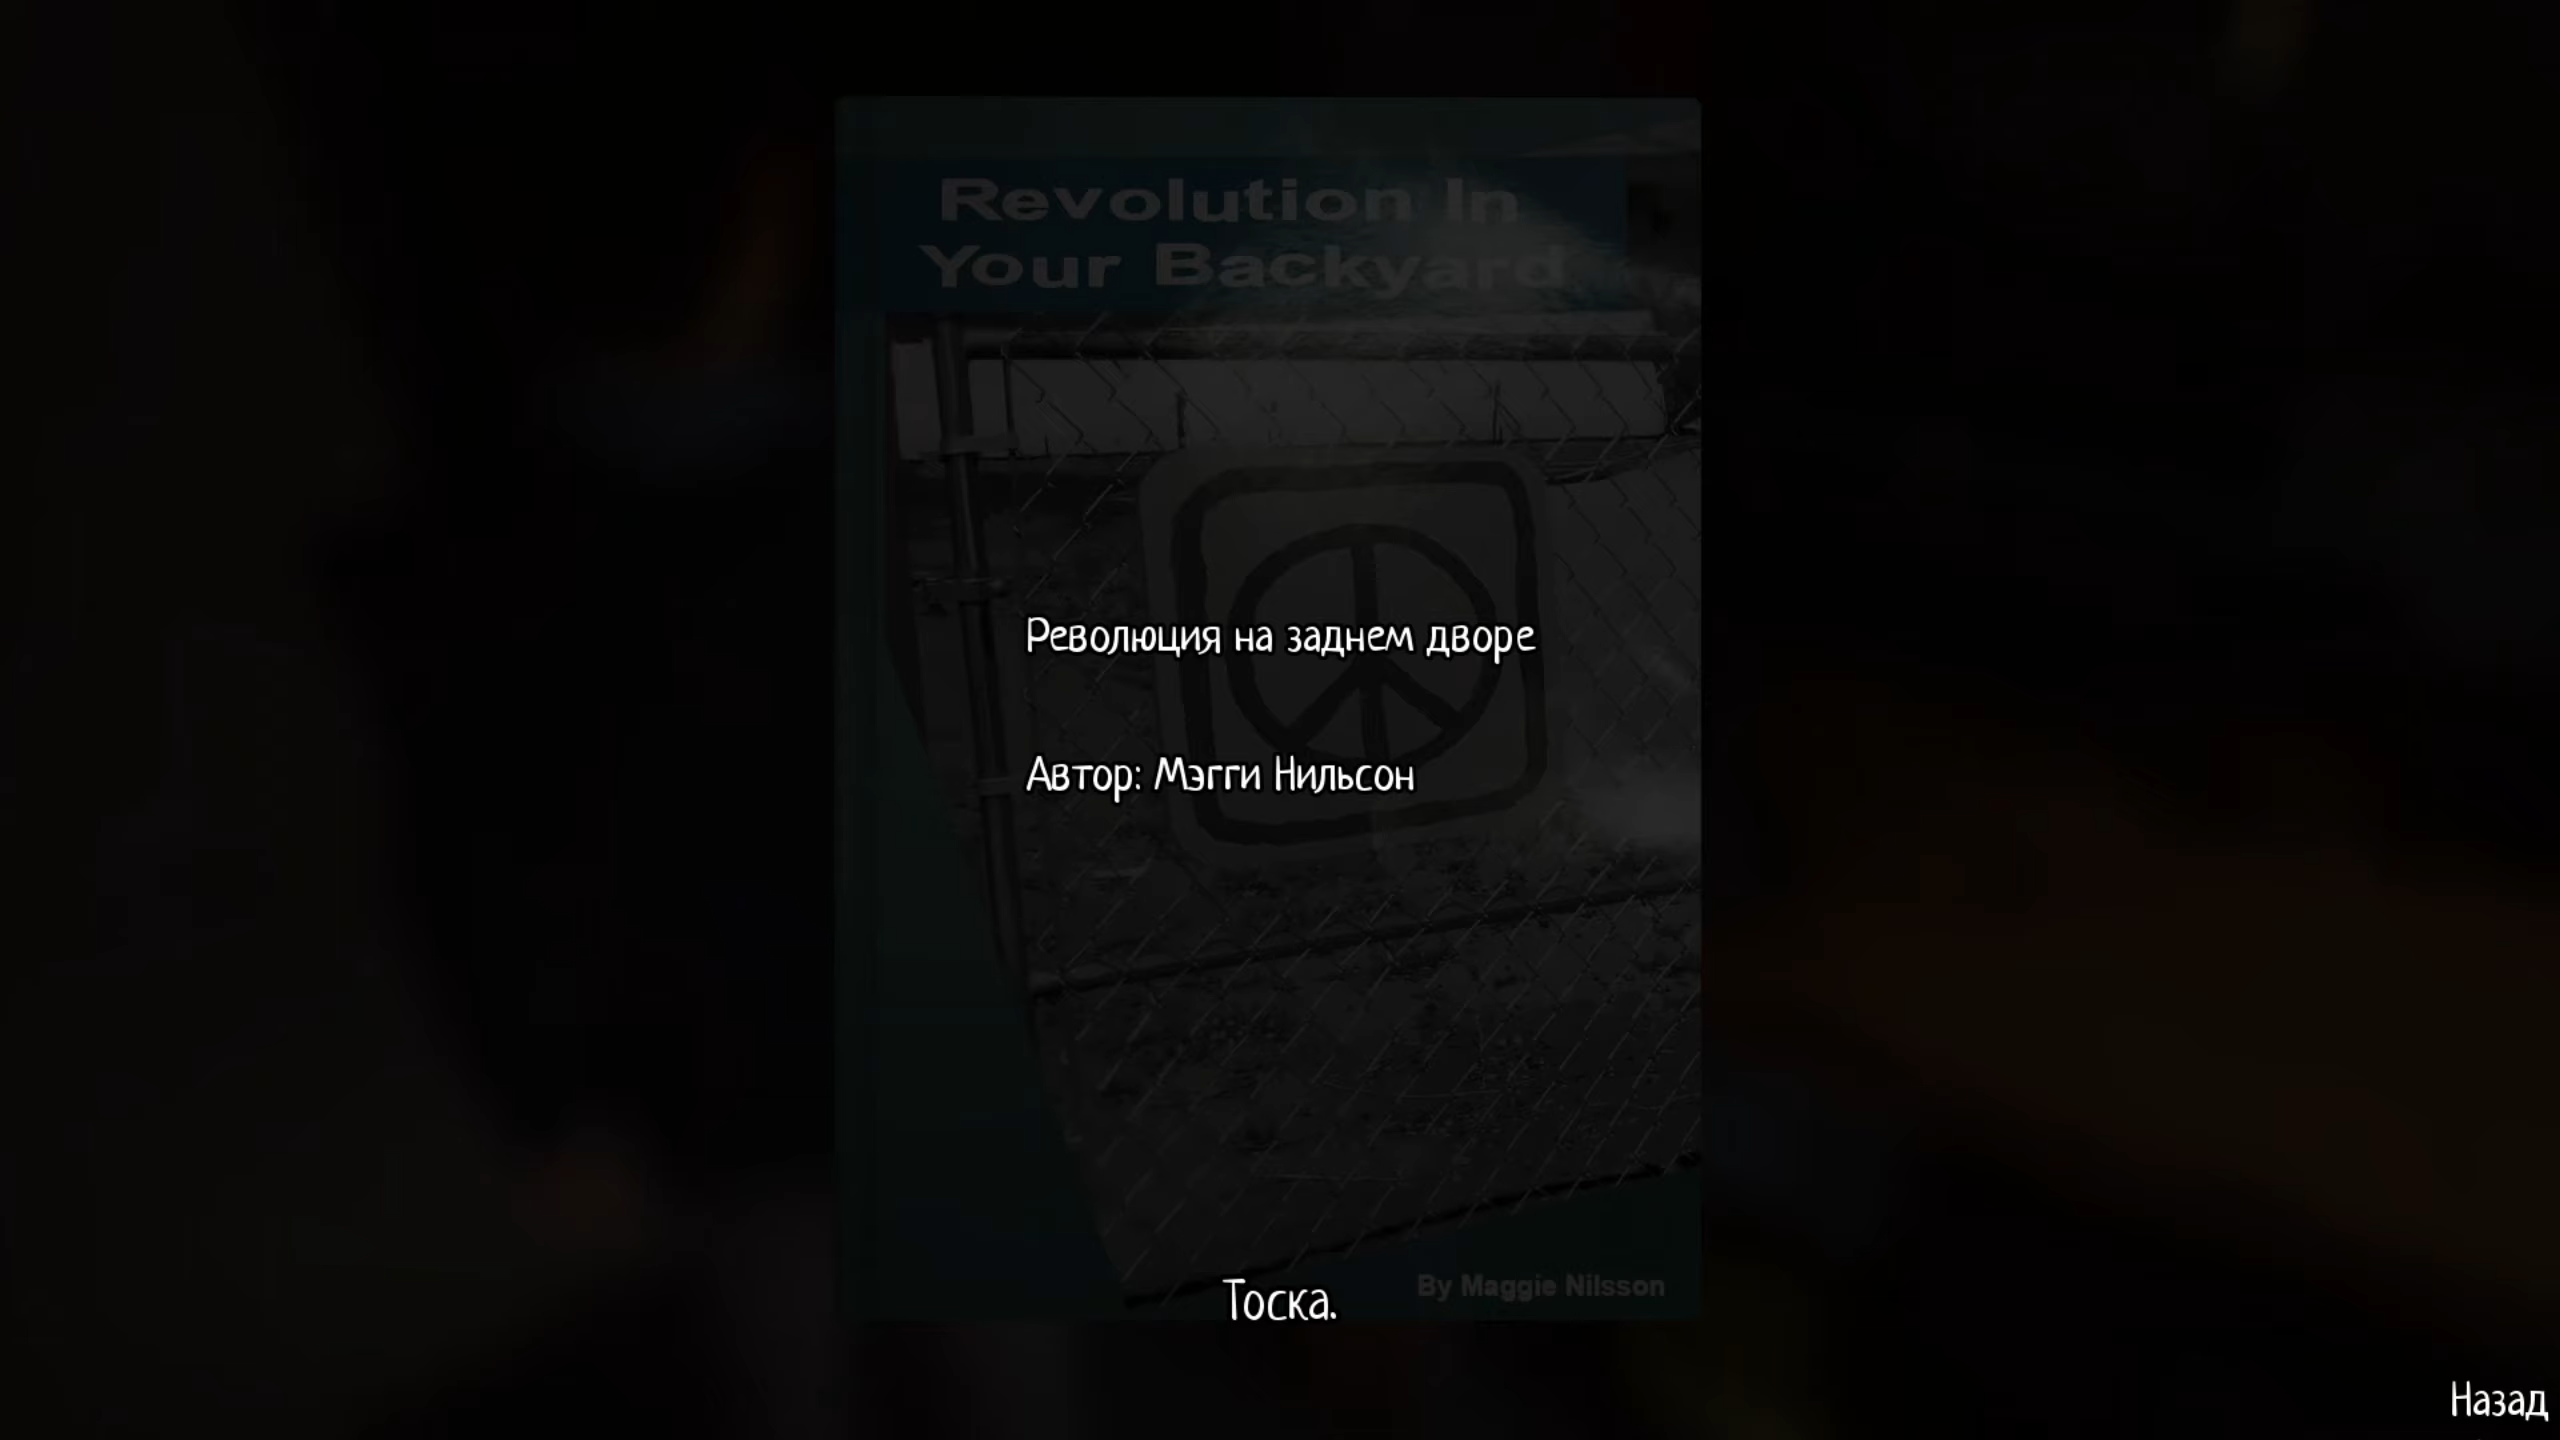 Revolution In
Your Backyard
Революция на заднем дворе
Автор: Мэгги Нильсон
By Maggie Nilsson
Тоска.
Назад